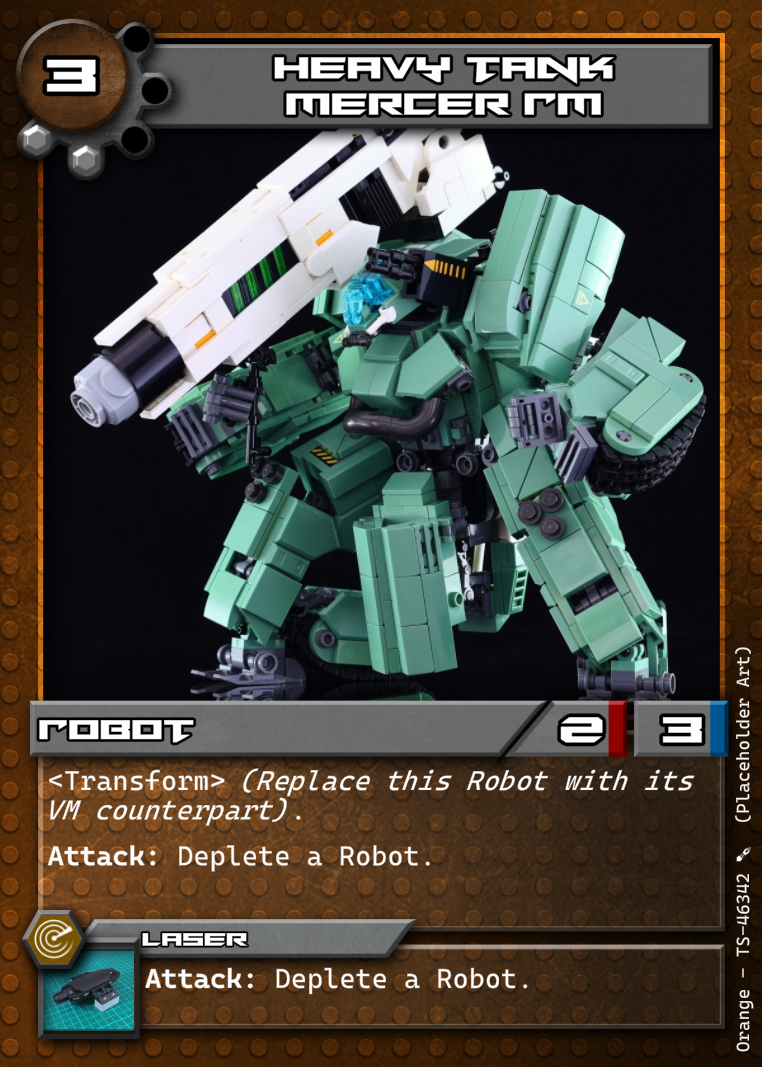 3
HEAVY TANK
MERCER RM
ROBOT
2
3
<Transform> (Replace this Robot with its
VM counterpart).
Attack: Deplete a Robot.
LASER
Attack: Deplete a Robot.
Orange - TS-46342 ✒ (Placeholder Art)